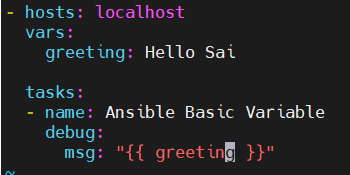 - hosts: localhost
  vars:
    greeting: Hello Sai

  tasks:
  - name: Ansible Basic Variable
    debug:
      msg: "{{ greeting }}"
~